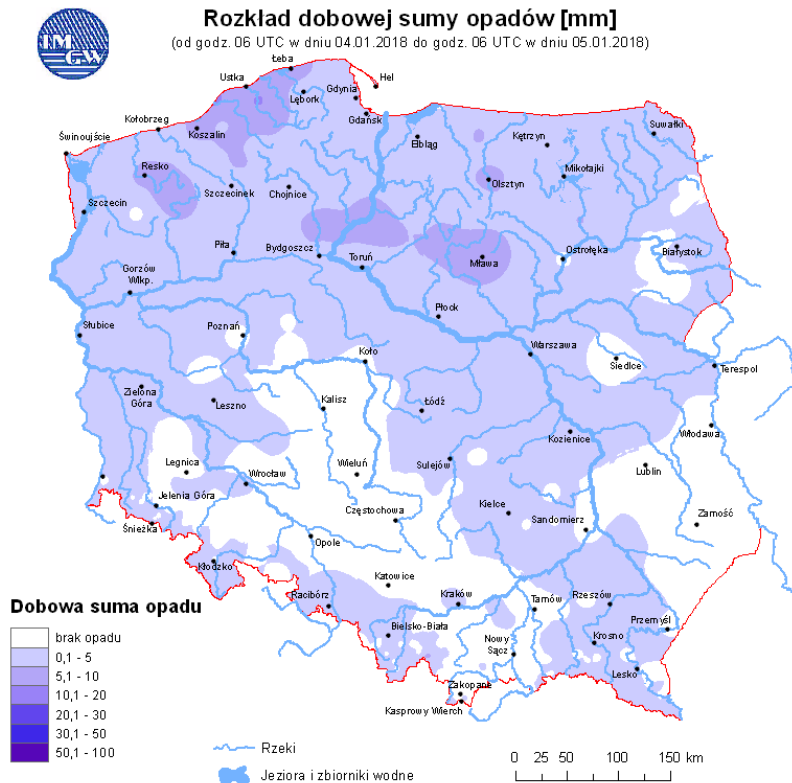 IMGW
Rozkład dobowej sumy opadów [mm]
(od godz. 06 UTC w dniu 04.01.2018 do godz. 06 UTC w dniu 05.01.2018)
Łeba
Hel
Ustka
Gdynia
Lębork
Gdańsk
Kołobrzeg
Koszalin
Suwałki
Świnoujście
Elbląg
Kętrzyn
Resko
Mikołajki
Olsztyn
Szczecinek
Chojnice
Szczecin
Piła
Bydgoszcz
Toruń
Mława
Ostrołęka
Białystok
Gorzów
Wlkp.
Płock
Słubice
Poznań
Warszawa
Koło
Siedlce
Terespol
Zielona
Góra
Leszno
Kalisz
Łódź
Włodawa
Kozienice
Legnica
Wrocław
Wieluń
Sulejów
Lublin
Jelenia Góra
Częstochowa
Kielce
Sandomierz
Zamość
Śnieżka
Opole
Kłodzko
Katowice
Racibórz
Kraków
Tarnów
Rzeszów
Przemyśl
Bielsko-Biała
Nowy
Sącz
Krosno
Lesko
Zakopane
Kasprowy Wierch
Dobowa suma opadu
brak opadu
0,1 - 5
5,1 - 10
10,1 - 20
20,1 - 30
30,1 - 50
50,1 - 100
Rzeki
Jeziora i zbiorniki wodne
0 25 50 100 150 km